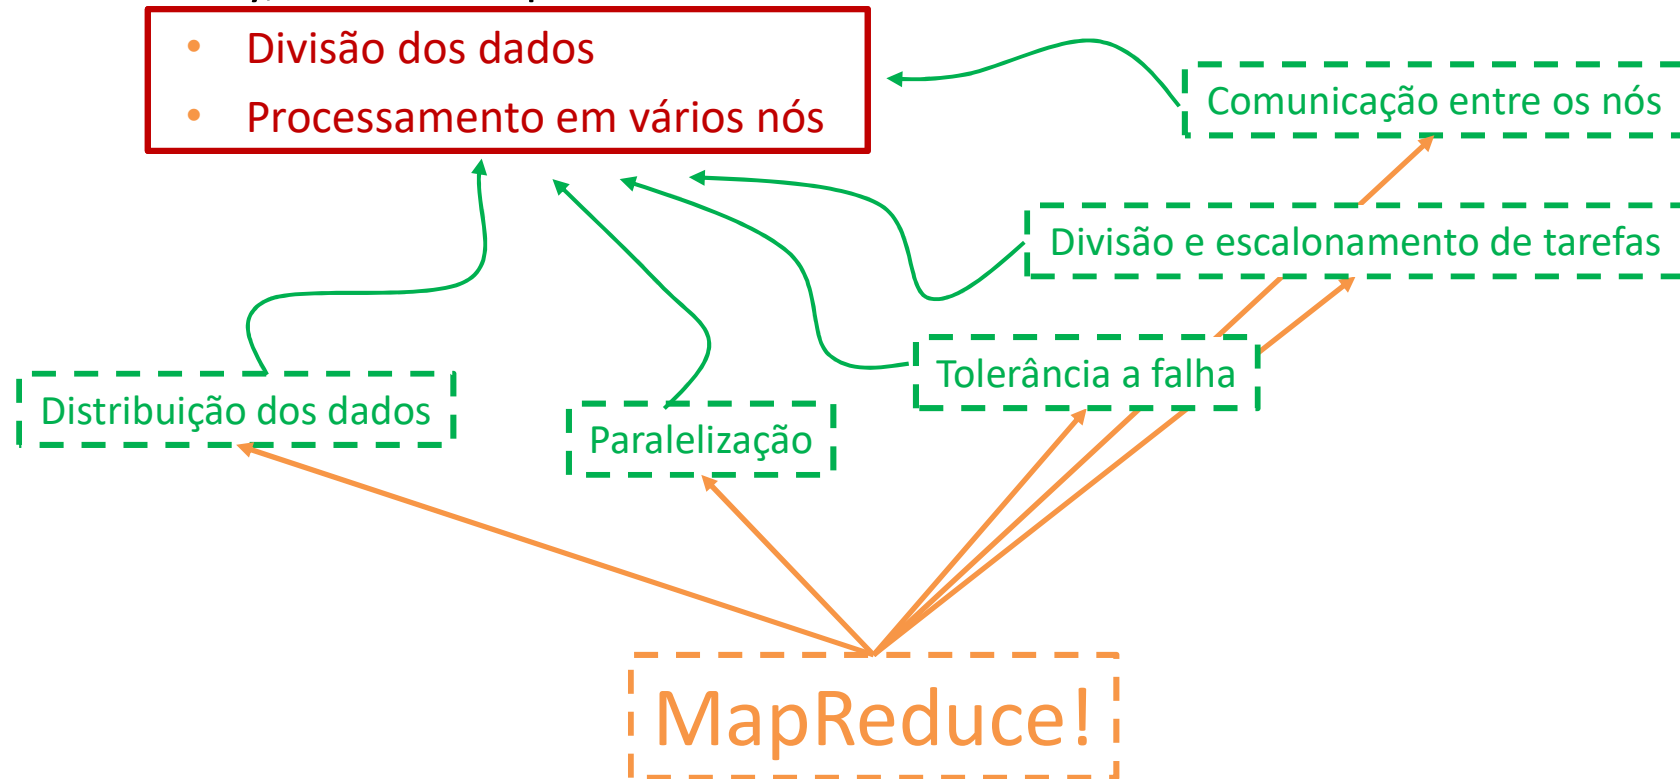 • Divisão dos dados
• Processamento em vários nós
Comunicação entre os nós
Divisão e escalonamento de tarefas
Tolerância a falha
Distribuição dos dados
Paralelização
MapReduce!